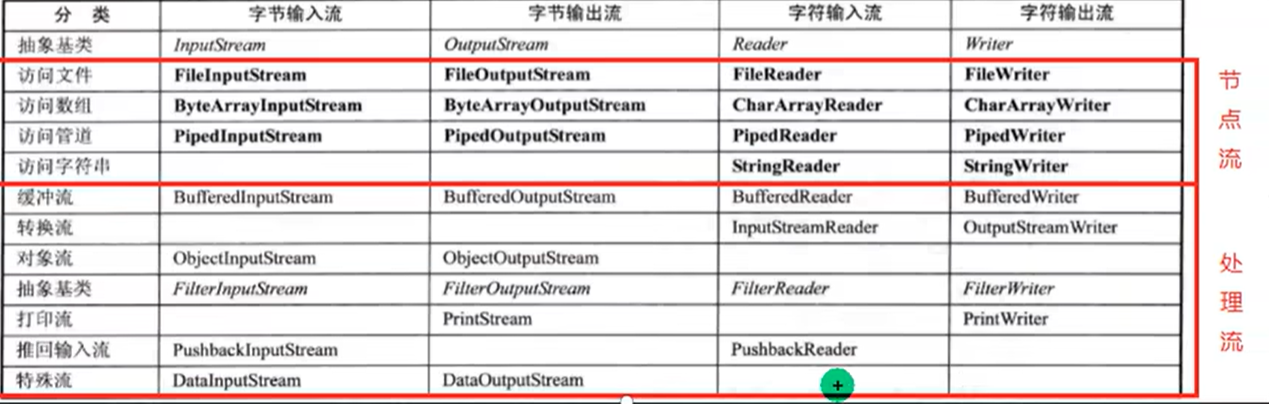 分 类 字节输入流 字节输出流 字符输入流 字符输出流
抽象基类 InputStream OutputStream Reader Writer
访问文件 FileInputStream FileOutputStream FileReader FileWriter
访问数组 ByteArrayInputStream ByteArrayOutputStream CharArrayReader CharArrayWriter
访问管道 PipedInputStream PipedOutputStream PipedReader PipedWriter
访问字符串 StringReader StringWriter
缓冲流 BufferedInputStream BufferedOutputStream BufferedReader BufferedWriter
转换流 InputStreamReader OutputStreamWriter
对象流 ObjectInputStream ObjectOutputStream
抽象基类 FilterInputStream FilterOutputStream FilterReader FilterWriter
打印流 PrintStream PrintWriter
推回输入流 PushbackInputStream PushbackReader
特殊流 DataInputStream DataOutputStream
节
点
流
处
理
流